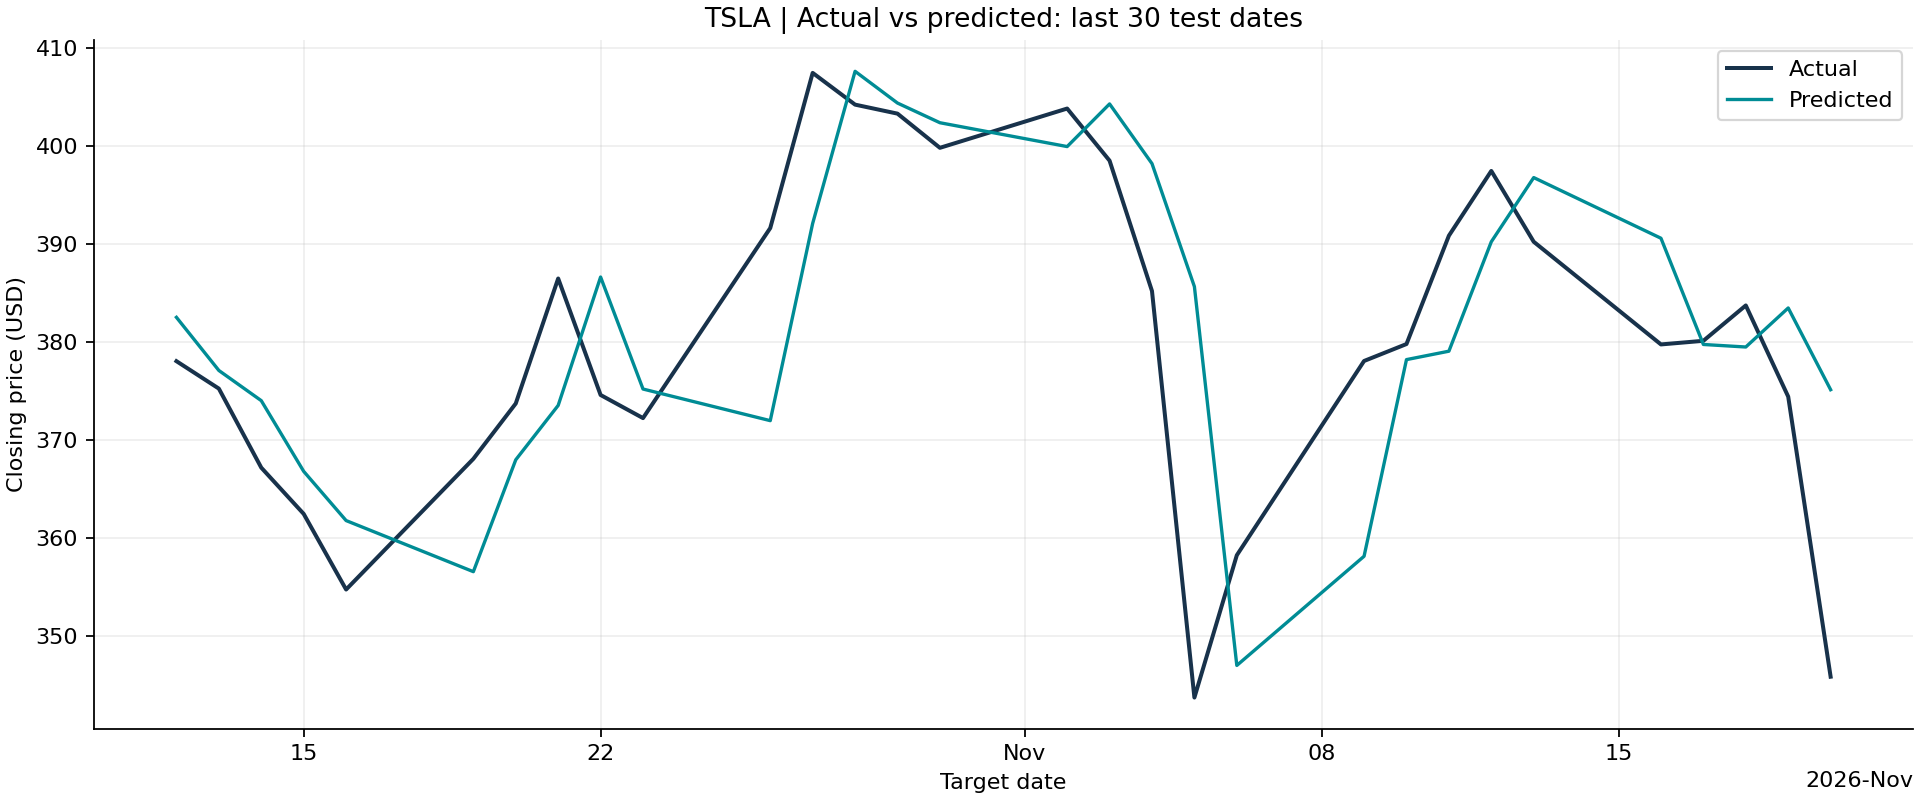 TSLA | Actual vs predicted: last 30 test dates
Actual
Predicted
Closing price (USD)
410
400
390
380
370
360
350
15
22
Nov
08
15
Target date
2026-Nov